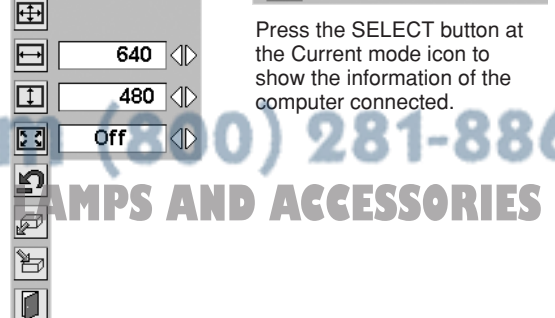 Press the SELECT button at
the Current mode icon to
show the information of the
computer connected.
640
480
Off
(800) 281-886
LAMPS AND ACCESSORIES